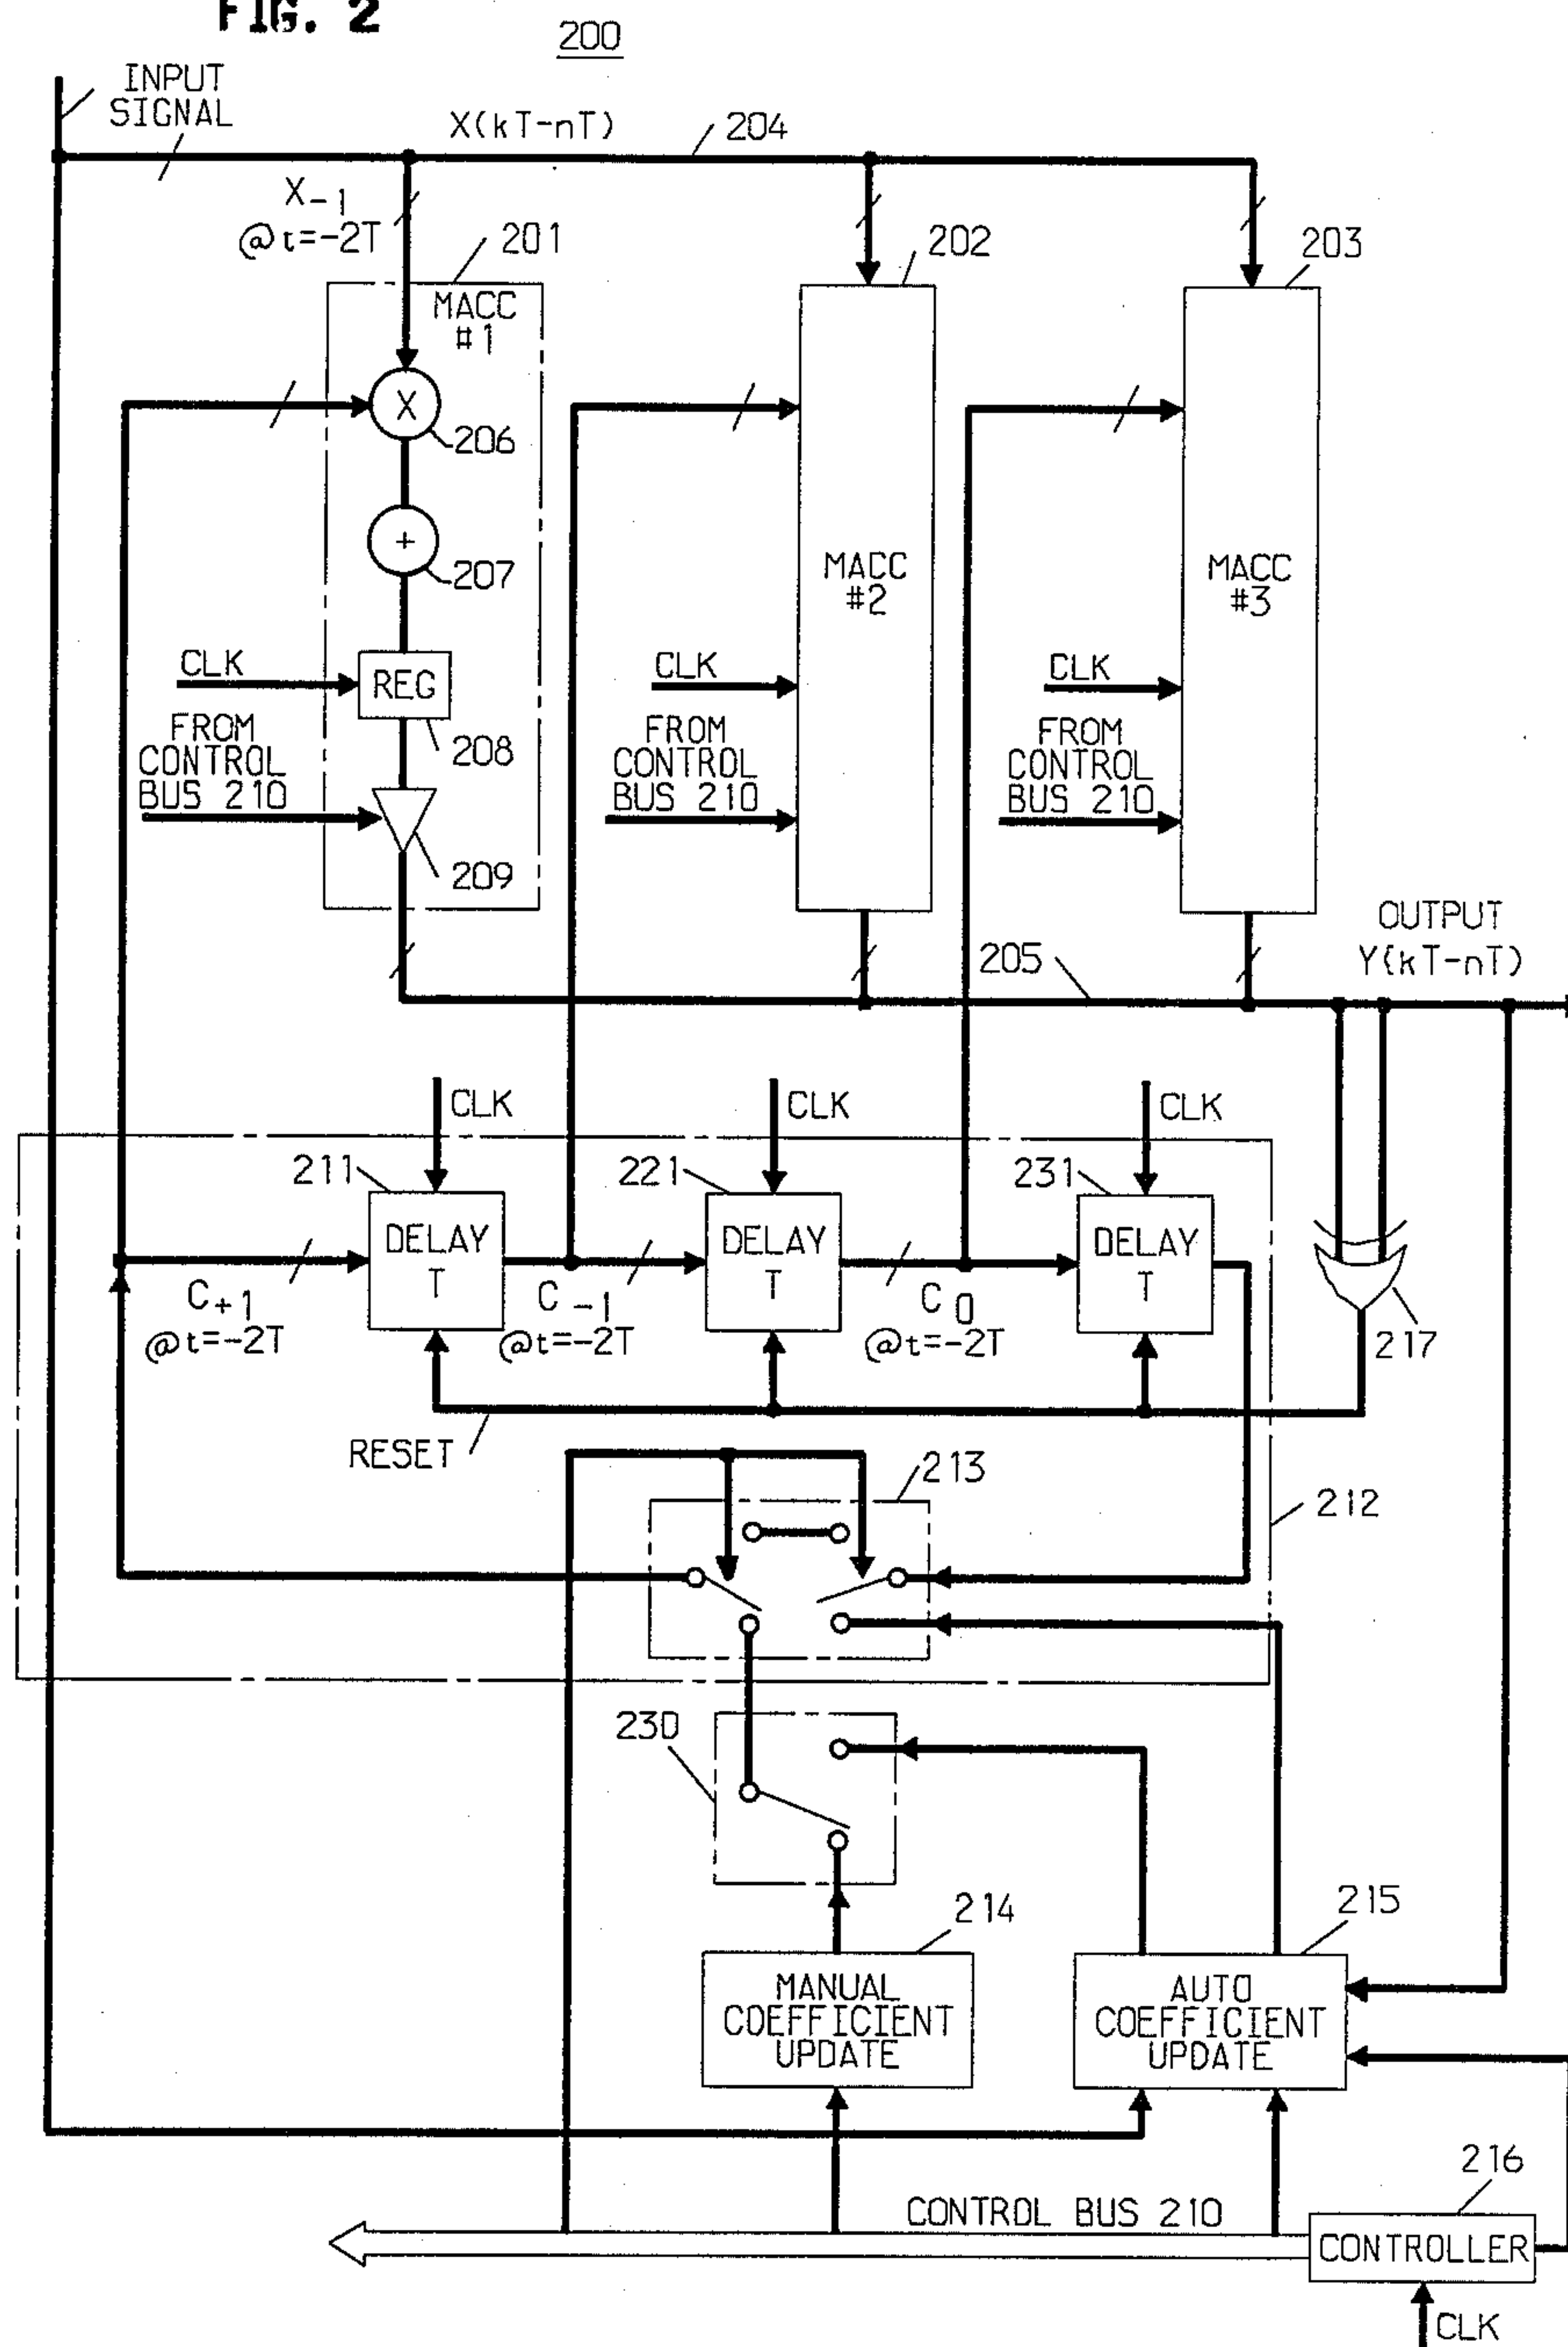 FIG. 2
200
INPUT
SIGNAL
X(kT-nT)
204
X-1
@t=-2T
201
202
203
MACC
#1
X
206
+
207
MACC
#2
MACC
#3
CLK
REG
CLK
CLK
208
FROM
CONTROL
BUS 210
FROM
CONTROL
BUS 210
FROM
CONTROL
BUS 210
209
205
OUTPUT
Y(kT-nT)
CLK
CLK
CLK
211
221
231
DELAY
T
DELAY
T
DELAY
T
C+1
@t=-2T
C-1
@t=-2T
C0
@t=-2T
217
RESET
213
212
230
214
215
MANUAL
COEFFICIENT
UPDATE
AUTO
COEFFICIENT
UPDATE
216
CONTROL BUS 210
CONTROLLER
CLK